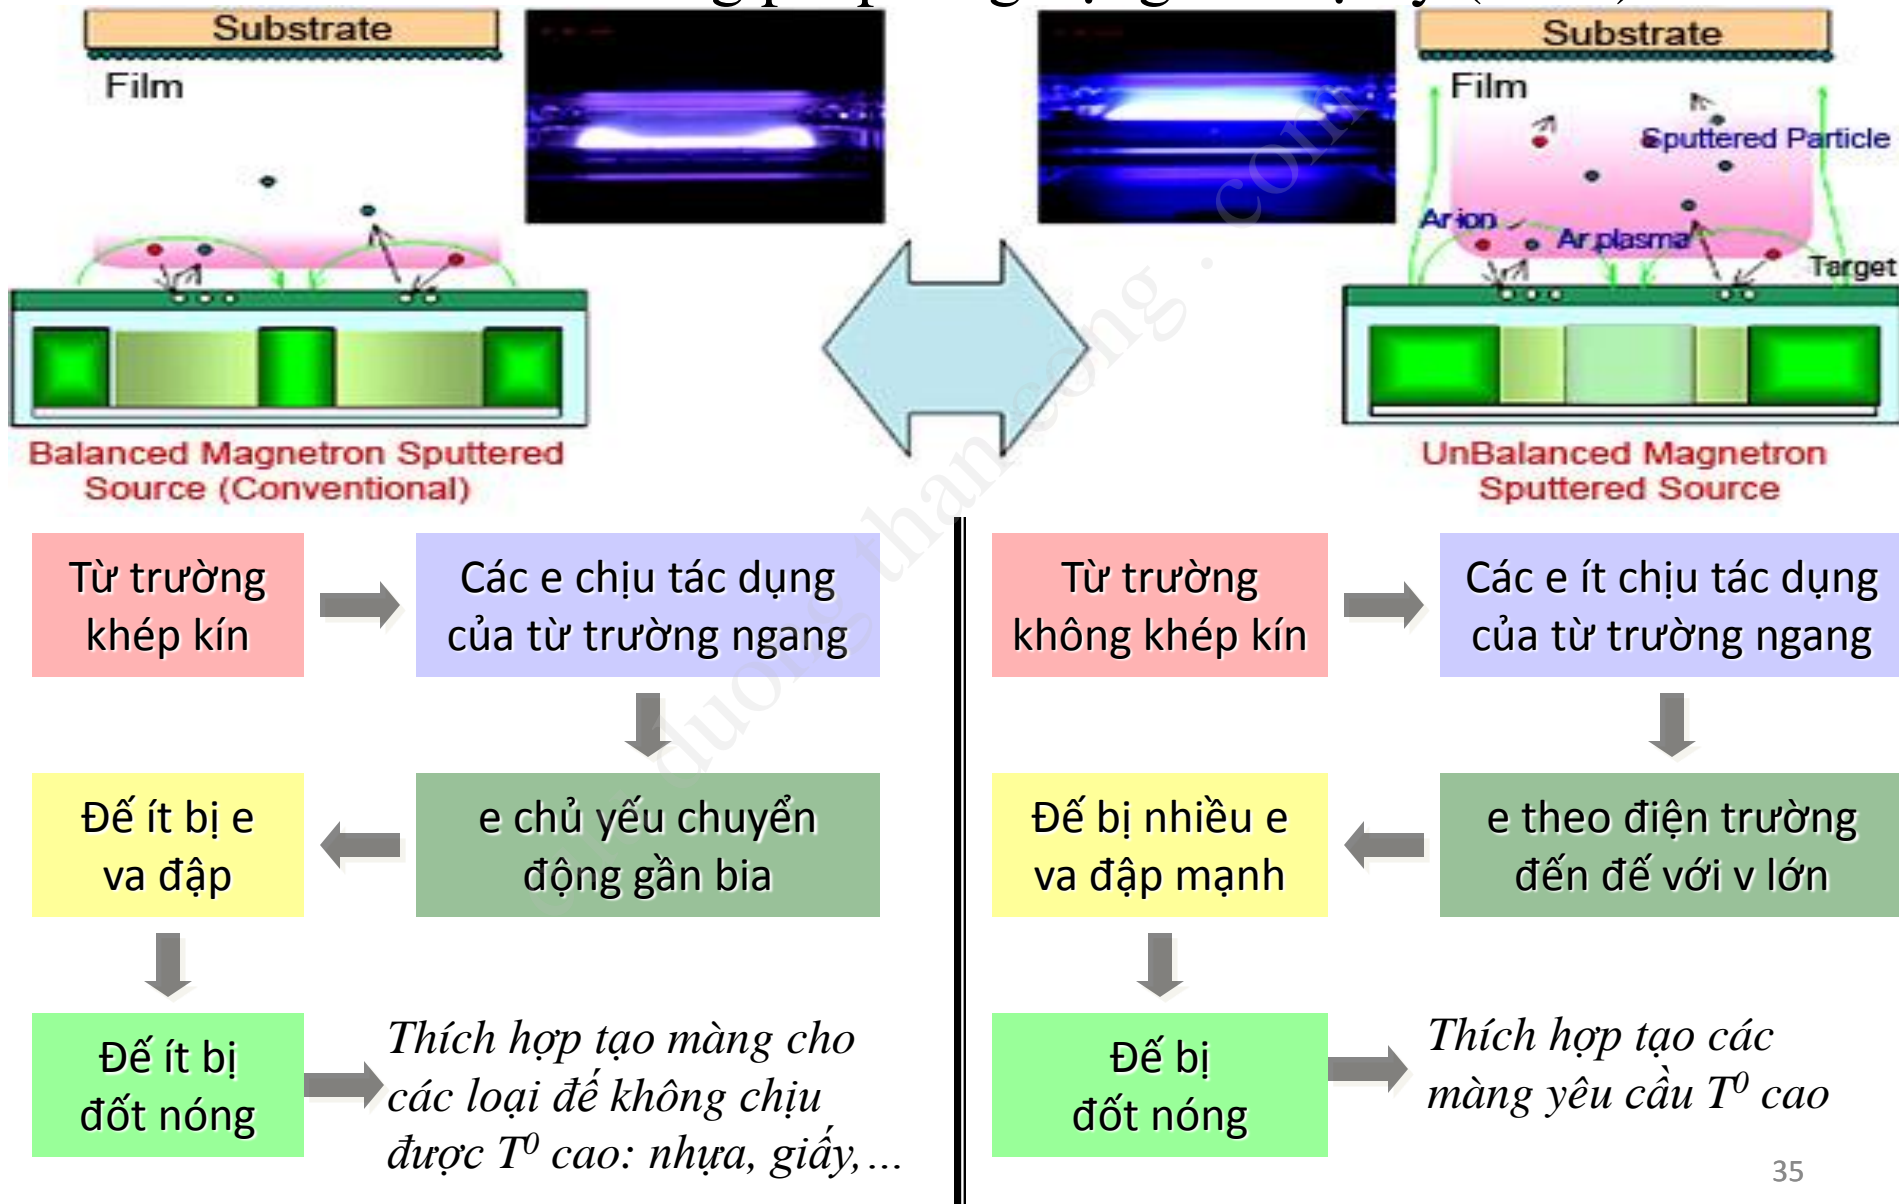 Substrate
Film
Balanced Magnetron Sputtered
Source (Conventional)
Substrate
Film
Sputtered Particle
Ar ion
Ar plasma
Target
UnBalanced Magnetron
Sputtered Source
Từ trường
khép kín
Các e chịu tác dụng
của từ trường ngang
e chủ yếu chuyển
động gần bia
Đế ít bị e
va đập
Đế ít bị
đốt nóng
Thích hợp tạo màng cho
các loại đế không chịu
được T⁰ cao: nhựa, giấy,...
Từ trường
không khép kín
Các e ít chịu tác dụng
của từ trường ngang
e theo điện trường
đến đế với v lớn
Đế bị nhiều e
va đập mạnh
Đế bị
đốt nóng
Thích hợp tạo các
màng yêu cầu T⁰ cao
cuu duong than cong . com
35